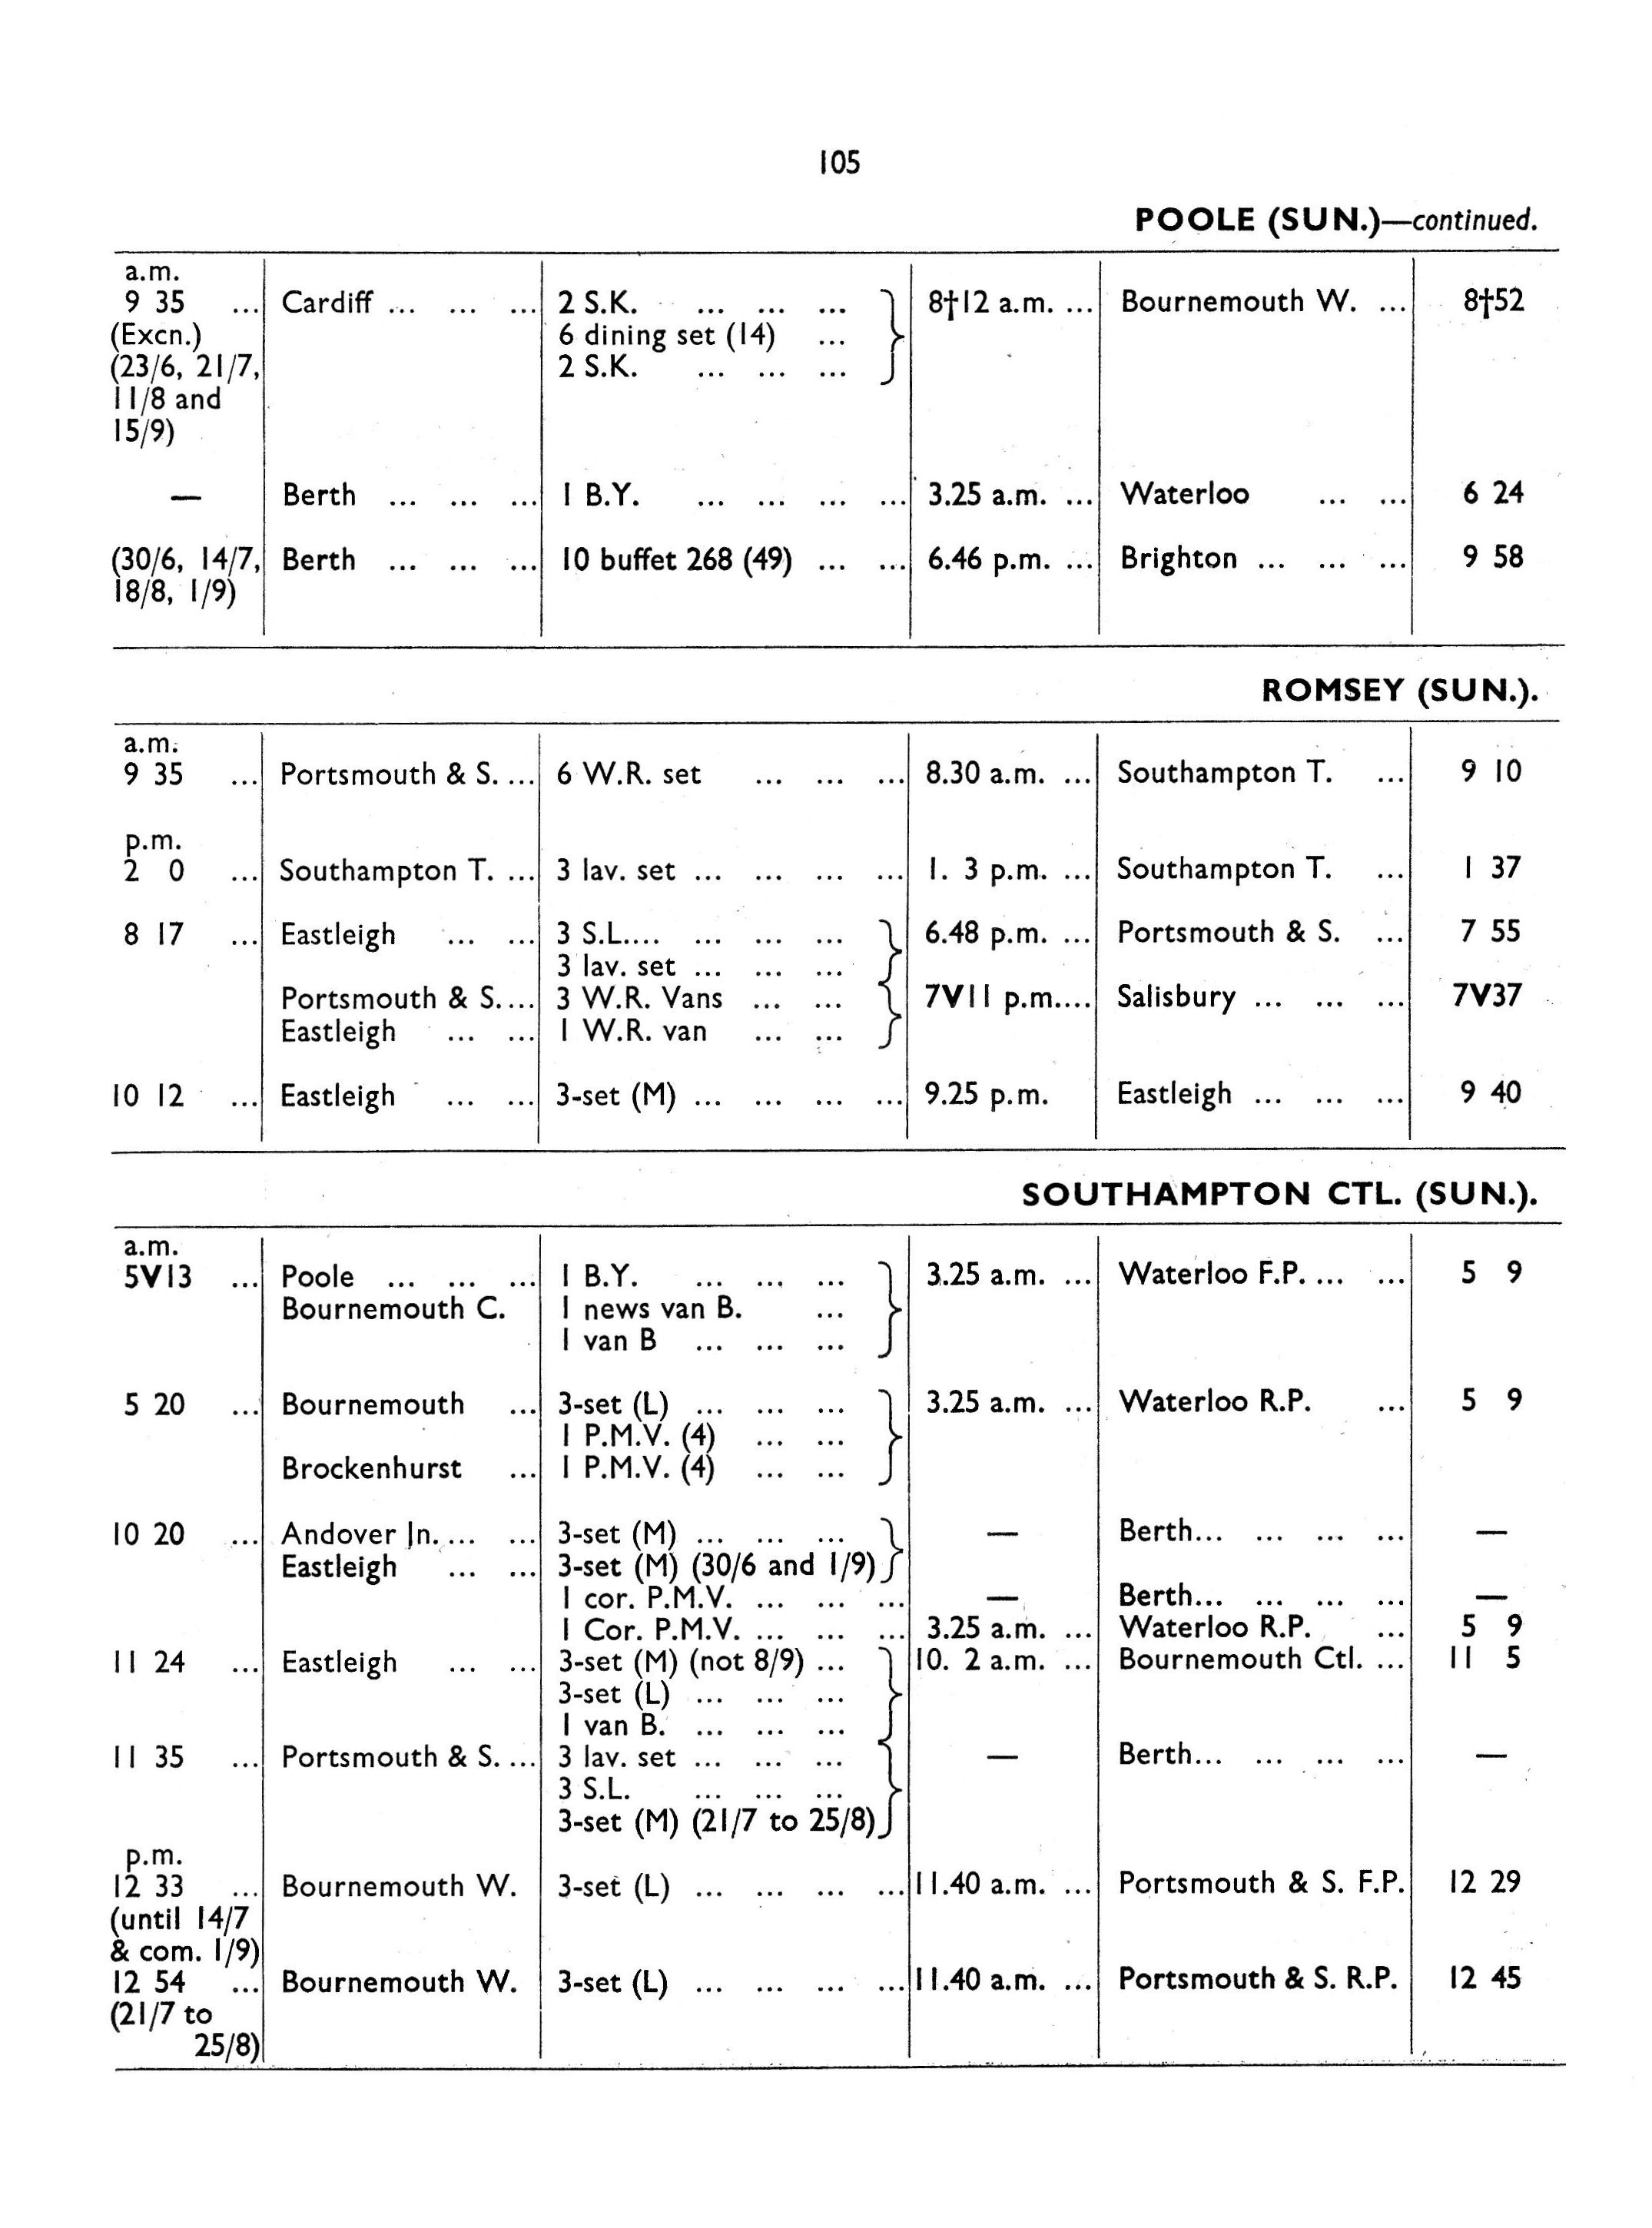 105
POOLE (SUN.)—continued.
a.m.
9 35 ... Cardiff ... ... ... 2 S.K. ... ... ... 8†12 a.m. ... Bournemouth W. ... 8†52
(Excn.) 6 dining set (14) ...
(23/6, 21/7, 2 S.K. ... ... ...
11/8 and
15/9)
— Berth ... ... ... 1 B.Y. ... ... ... ... 3.25 a.m. ... Waterloo ... ... 6 24
(30/6, 14/7, Berth ... ... ... 10 buffet 268 (49) ... ... 6.46 p.m. ... Brighton ... ... ... 9 58
18/8, 1/9)
ROMSEY (SUN.).
a.m.
9 35 ... Portsmouth & S. ... 6 W.R. set ... ... ... 8.30 a.m. ... Southampton T. ... 9 10
p.m.
2 0 ... Southampton T. ... 3 lav. set ... ... ... ... 1. 3 p.m. ... Southampton T. ... 1 37
8 17 ... Eastleigh ... ... 3 S.L.... ... ... ... 6.48 p.m. ... Portsmouth & S. ... 7 55
3 lav. set ... ... ...
Portsmouth & S.... 3 W.R. Vans ... ... 7V11 p.m.... Salisbury ... ... ... 7V37
Eastleigh ... ... 1 W.R. van ... ...
10 12 ... Eastleigh ... ... 3-set (M) ... ... ... ... 9.25 p.m. Eastleigh ... ... ... 9 40
SOUTHAMPTON CTL. (SUN.).
a.m.
5V13 ... Poole ... ... ... 1 B.Y. ... ... ... 3.25 a.m. ... Waterloo F.P. ... ... 5 9
Bournemouth C. 1 news van B. ...
1 van B ... ... ...
5 20 ... Bournemouth ... 3-set (L) ... ... ... 3.25 a.m. ... Waterloo R.P. ... 5 9
1 P.M.V. (4) ... ...
Brockenhurst ... 1 P.M.V. (4) ... ...
10 20 ... Andover Jn. ... ... 3-set (M) ... ... ... — Berth... ... ... ... —
Eastleigh ... ... 3-set (M) (30/6 and 1/9)
1 cor. P.M.V. ... ... ... — Berth... ... ... ... —
1 Cor. P.M.V. ... ... ... 3.25 a.m. ... Waterloo R.P. ... 5 9
11 24 ... Eastleigh ... ... 3-set (M) (not 8/9) ... 10. 2 a.m. ... Bournemouth Ctl. ... 11 5
3-set (L) ... ... ...
1 van B. ... ... ...
11 35 ... Portsmouth & S. ... 3 lav. set ... ... ... — Berth... ... ... ... —
3 S.L. ... ... ...
3-set (M) (21/7 to 25/8)
p.m.
12 33 ... Bournemouth W. 3-set (L) ... ... ... ... 11.40 a.m. ... Portsmouth & S. F.P. 12 29
(until 14/7
& com. 1/9)
12 54 ... Bournemouth W. 3-set (L) ... ... ... ... 11.40 a.m. ... Portsmouth & S. R.P. 12 45
(21/7 to
25/8)